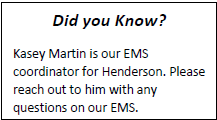 Did you Know?
Kasey Martin is our EMS
coordinator for Henderson. Please
reach out to him with any
questions on our EMS.